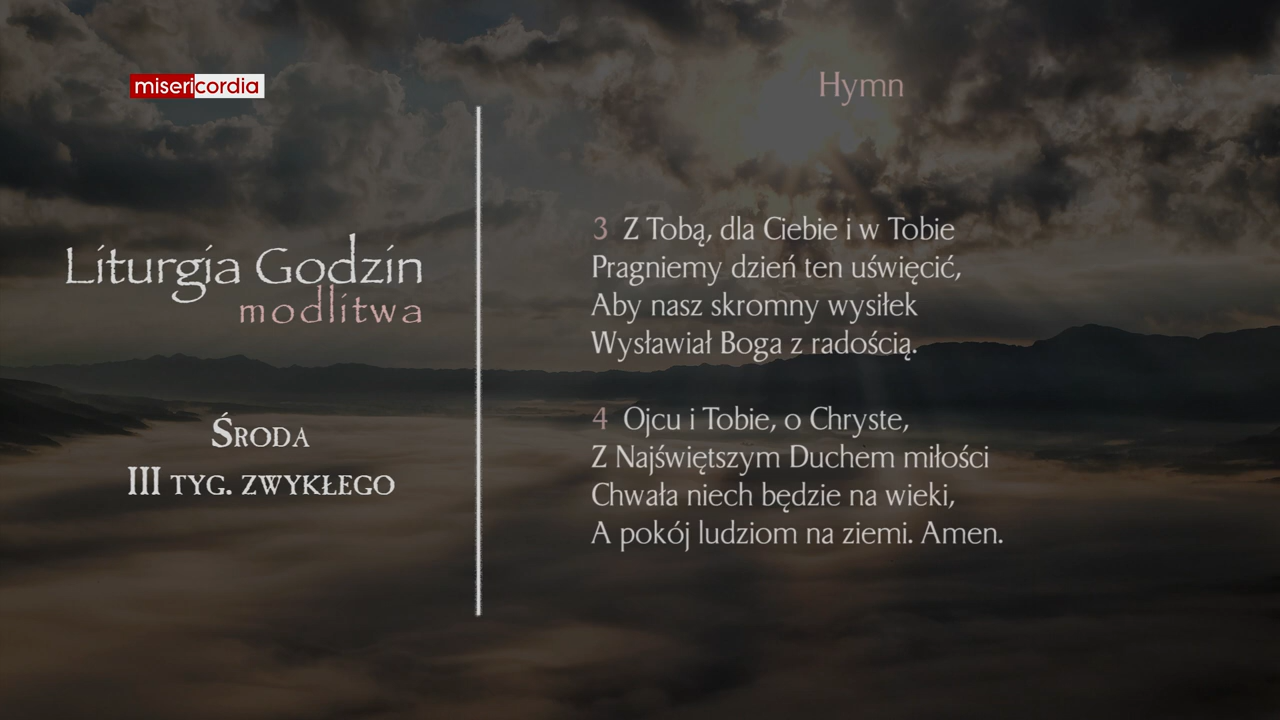 misericordia
Liturgia Godzin
modlitwa
Środa
III tyg. zwykłego
Hymn
3 Z Tobą, dla Ciebie i w Tobie
Pragniemy dzień ten uświęcić,
Aby nasz skromny wysiłek
Wysławiał Boga z radością.
4 Ojcu i Tobie, o Chryste,
Z Najświętszym Duchem miłości
Chwała niech będzie na wieki,
A pokój ludziom na ziemi. Amen.